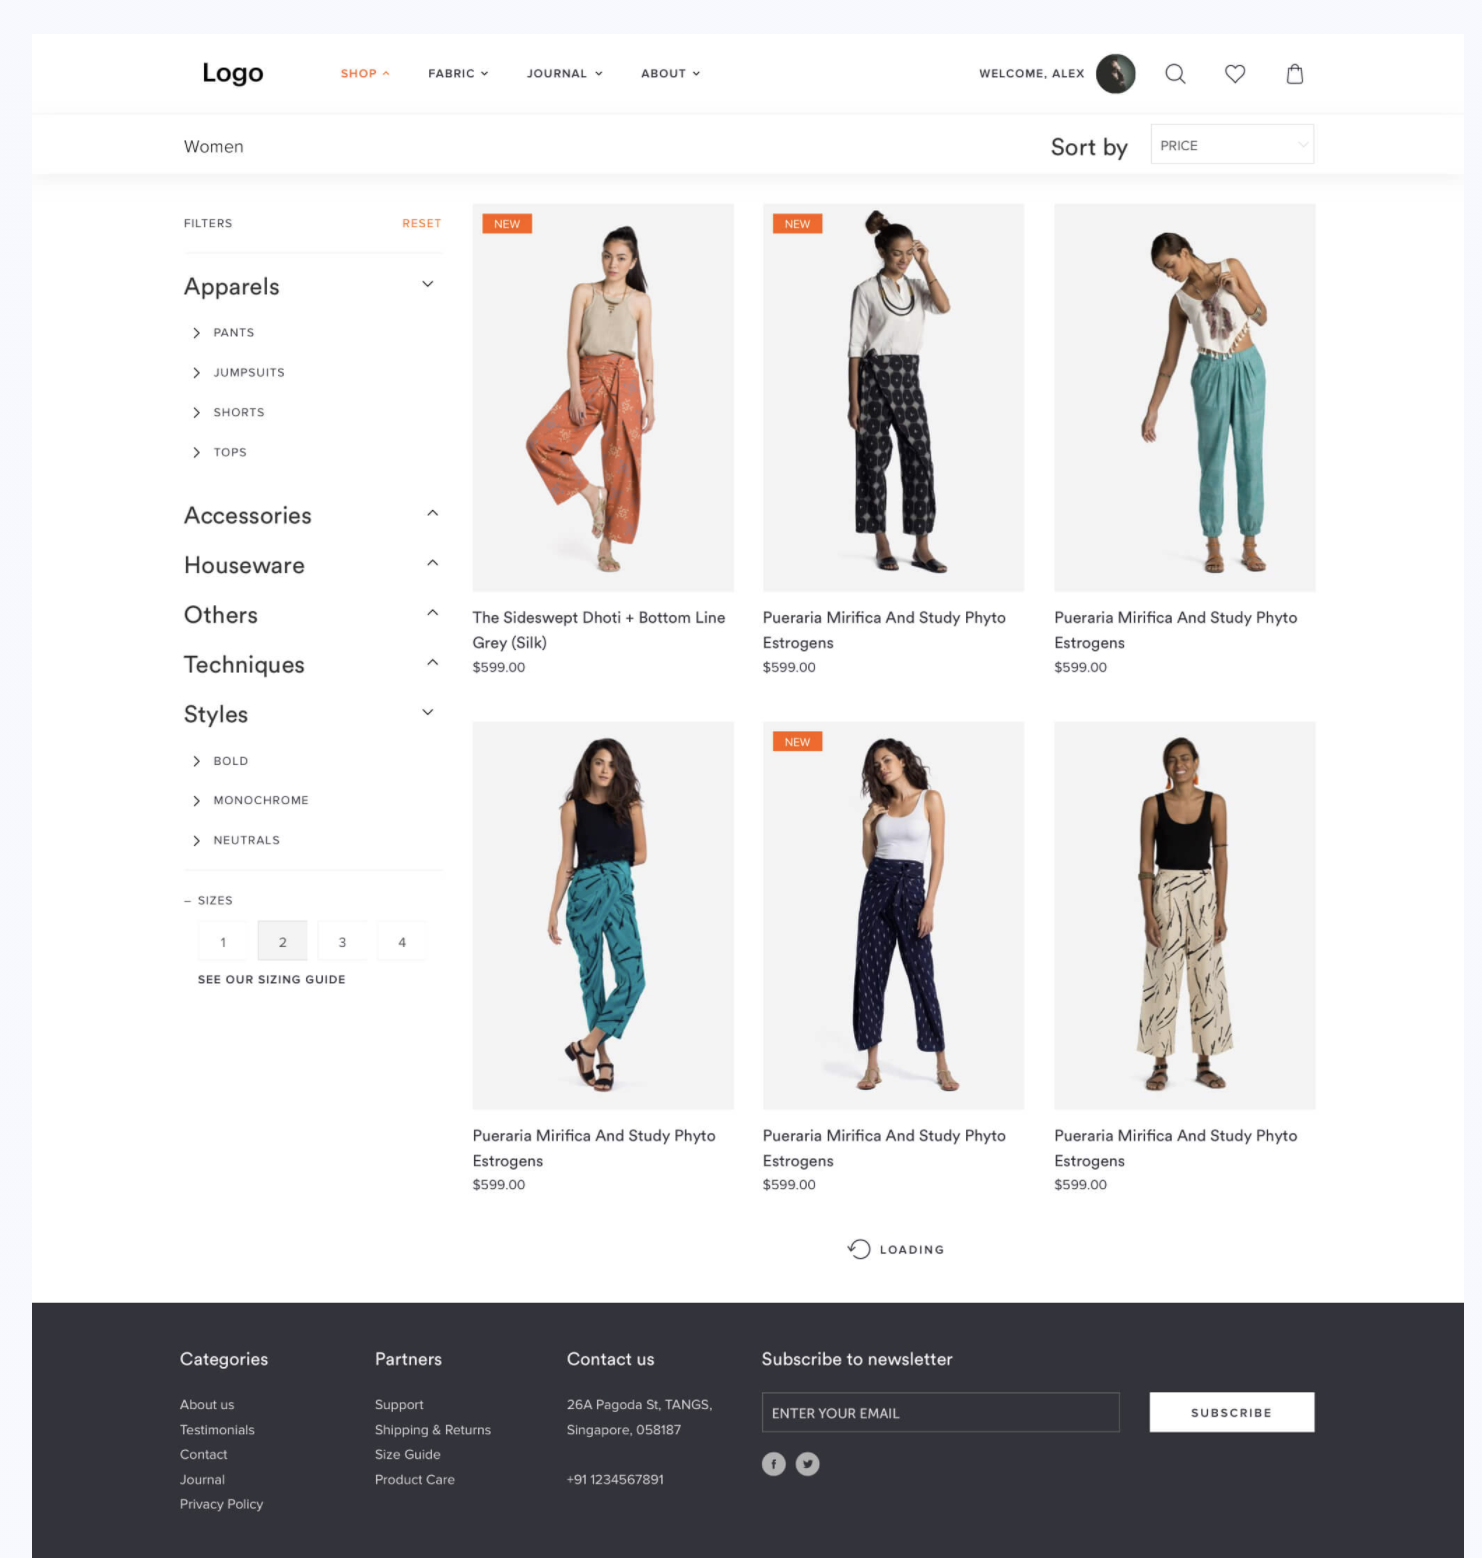 Logo
SHOP
FABRIC
JOURNAL
ABOUT
WELCOME, ALEX
Women
Sort by
PRICE
FILTERS
RESET
Apparels
PANTS
JUMPSUITS
SHORTS
TOPS
Accessories
Houseware
Others
Techniques
Styles
BOLD
MONOCHROME
NEUTRALS
– SIZES
1
2
3
4
SEE OUR SIZING GUIDE
NEW
The Sideswept Dhoti + Bottom Line
Grey (Silk)
$599.00
NEW
Pueraria Mirifica And Study Phyto
Estrogens
$599.00
Pueraria Mirifica And Study Phyto
Estrogens
$599.00
Pueraria Mirifica And Study Phyto
Estrogens
$599.00
NEW
Pueraria Mirifica And Study Phyto
Estrogens
$599.00
Pueraria Mirifica And Study Phyto
Estrogens
$599.00
LOADING
Categories
About us
Testimonials
Contact
Journal
Privacy Policy
Partners
Support
Shipping & Returns
Size Guide
Product Care
Contact us
26A Pagoda St, TANGS,
Singapore, 058187
+91 1234567891
Subscribe to newsletter
ENTER YOUR EMAIL
SUBSCRIBE